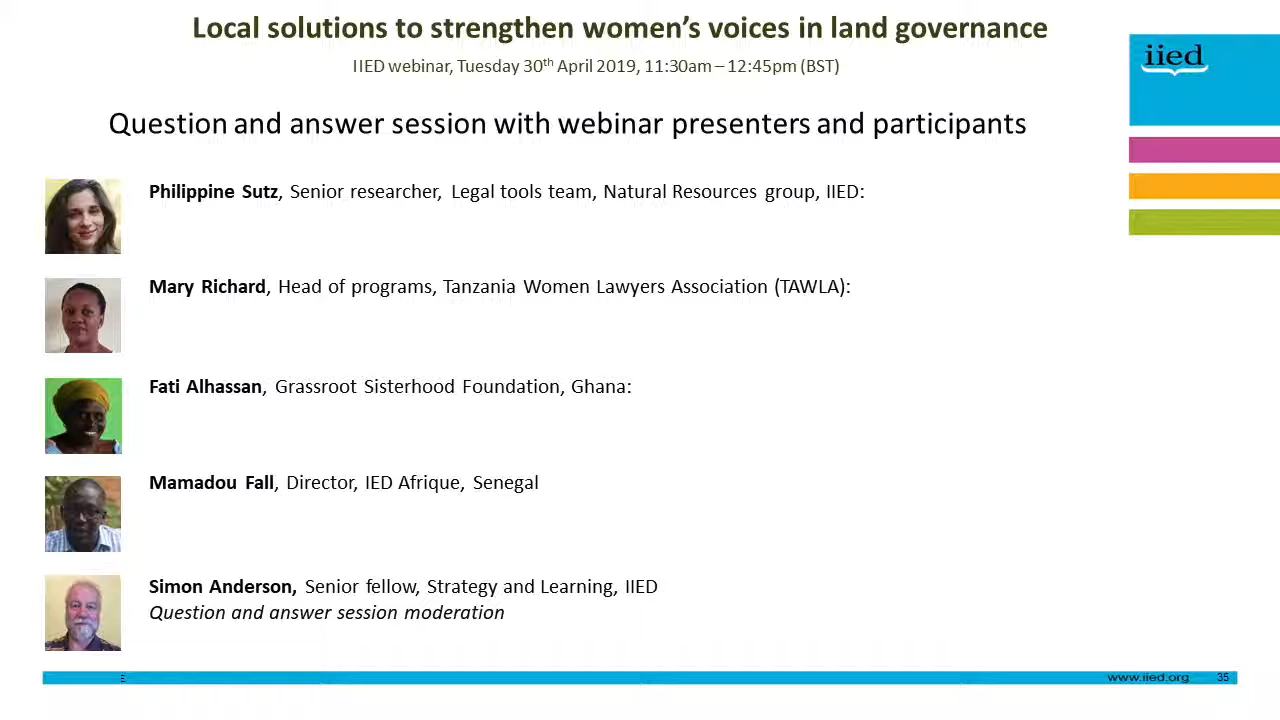 Local solutions to strengthen women’s voices in land governance
IIED webinar, Tuesday 30th April 2019, 11:30am – 12:45pm (BST)
iied
Question and answer session with webinar presenters and participants
Philippine Sutz, Senior researcher, Legal tools team, Natural Resources group, IIED:
Mary Richard, Head of programs, Tanzania Women Lawyers Association (TAWLA):
Fati Alhassan, Grassroot Sisterhood Foundation, Ghana:
Mamadou Fall, Director, IED Afrique, Senegal
Simon Anderson, Senior fellow, Strategy and Learning, IIED
Question and answer session moderation
www.iied.org 35